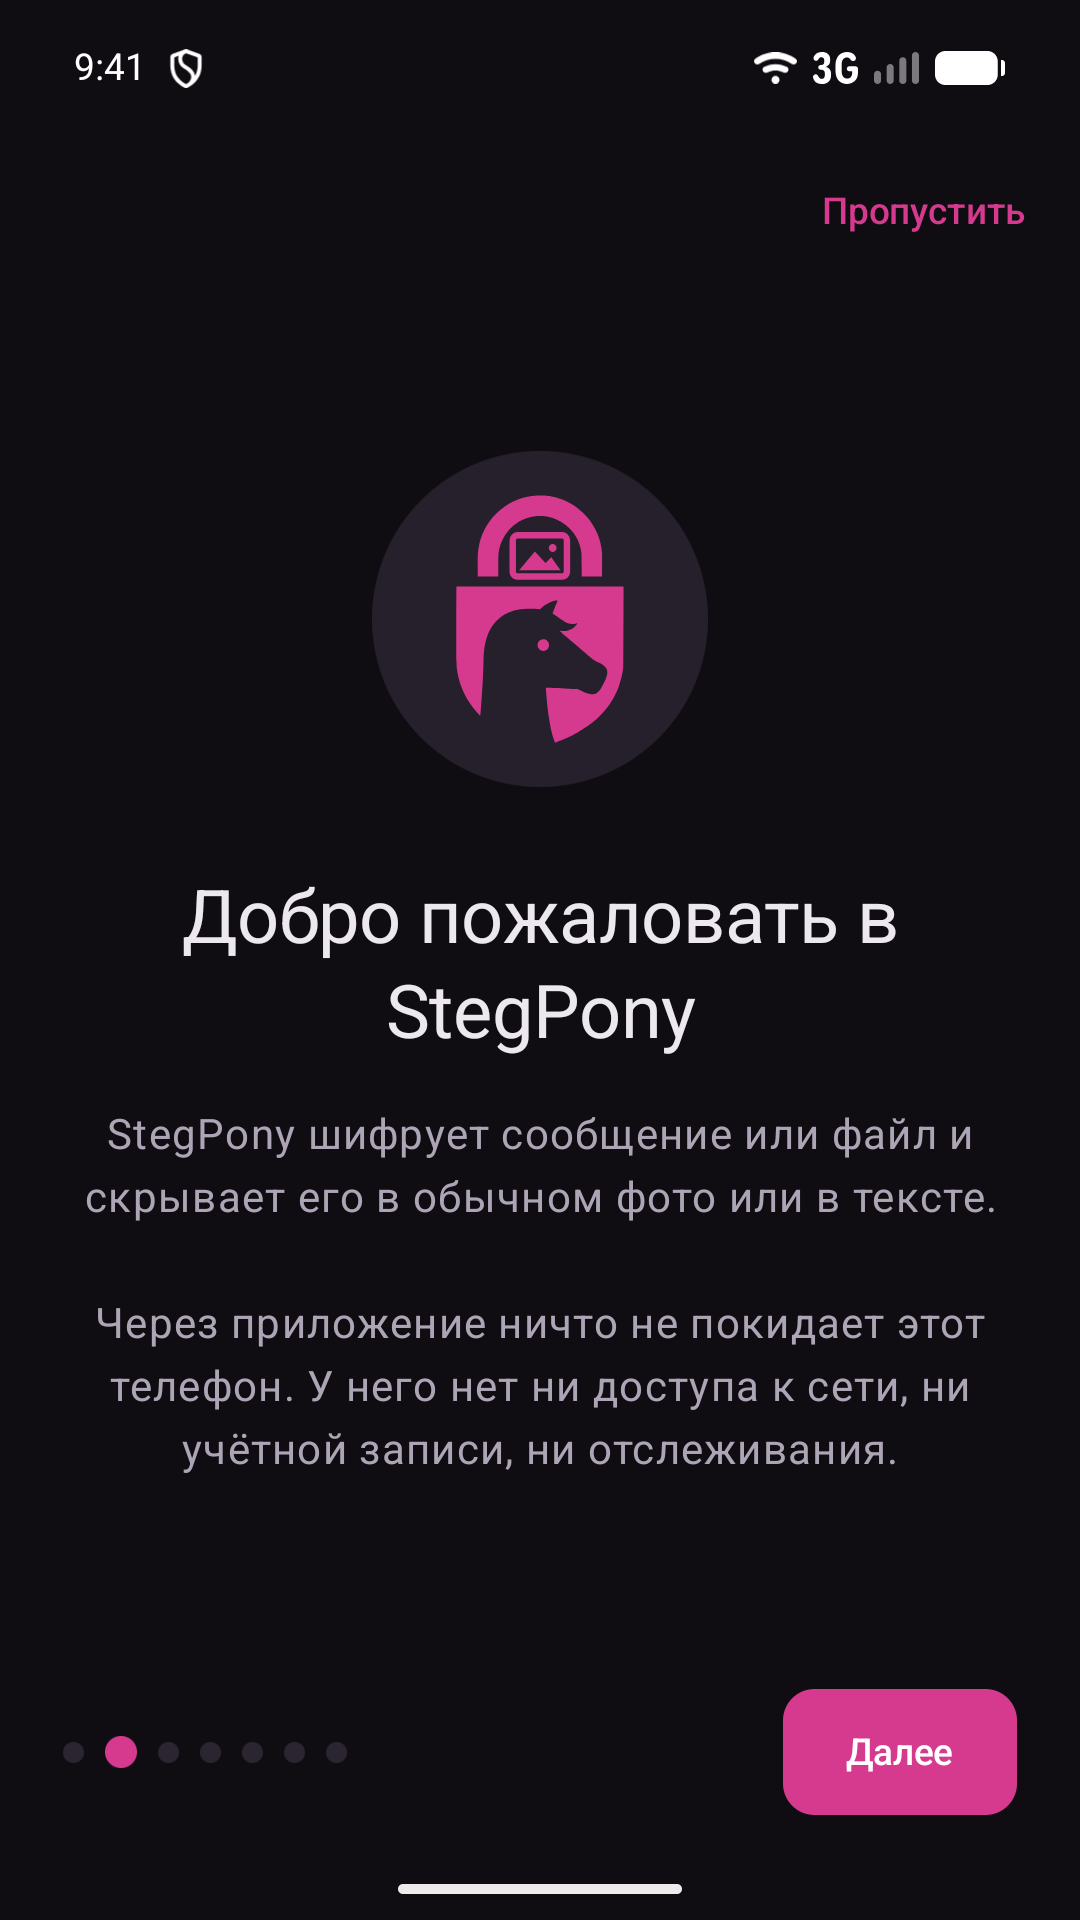 9:41
3G
Пропустить
Добро пожаловать в
StegPony
StegPony шифрует сообщение или файл и
скрывает его в обычном фото или в тексте.
Через приложение ничто не покидает этот
телефон. У него нет ни доступа к сети, ни
учётной записи, ни отслеживания.
Далее